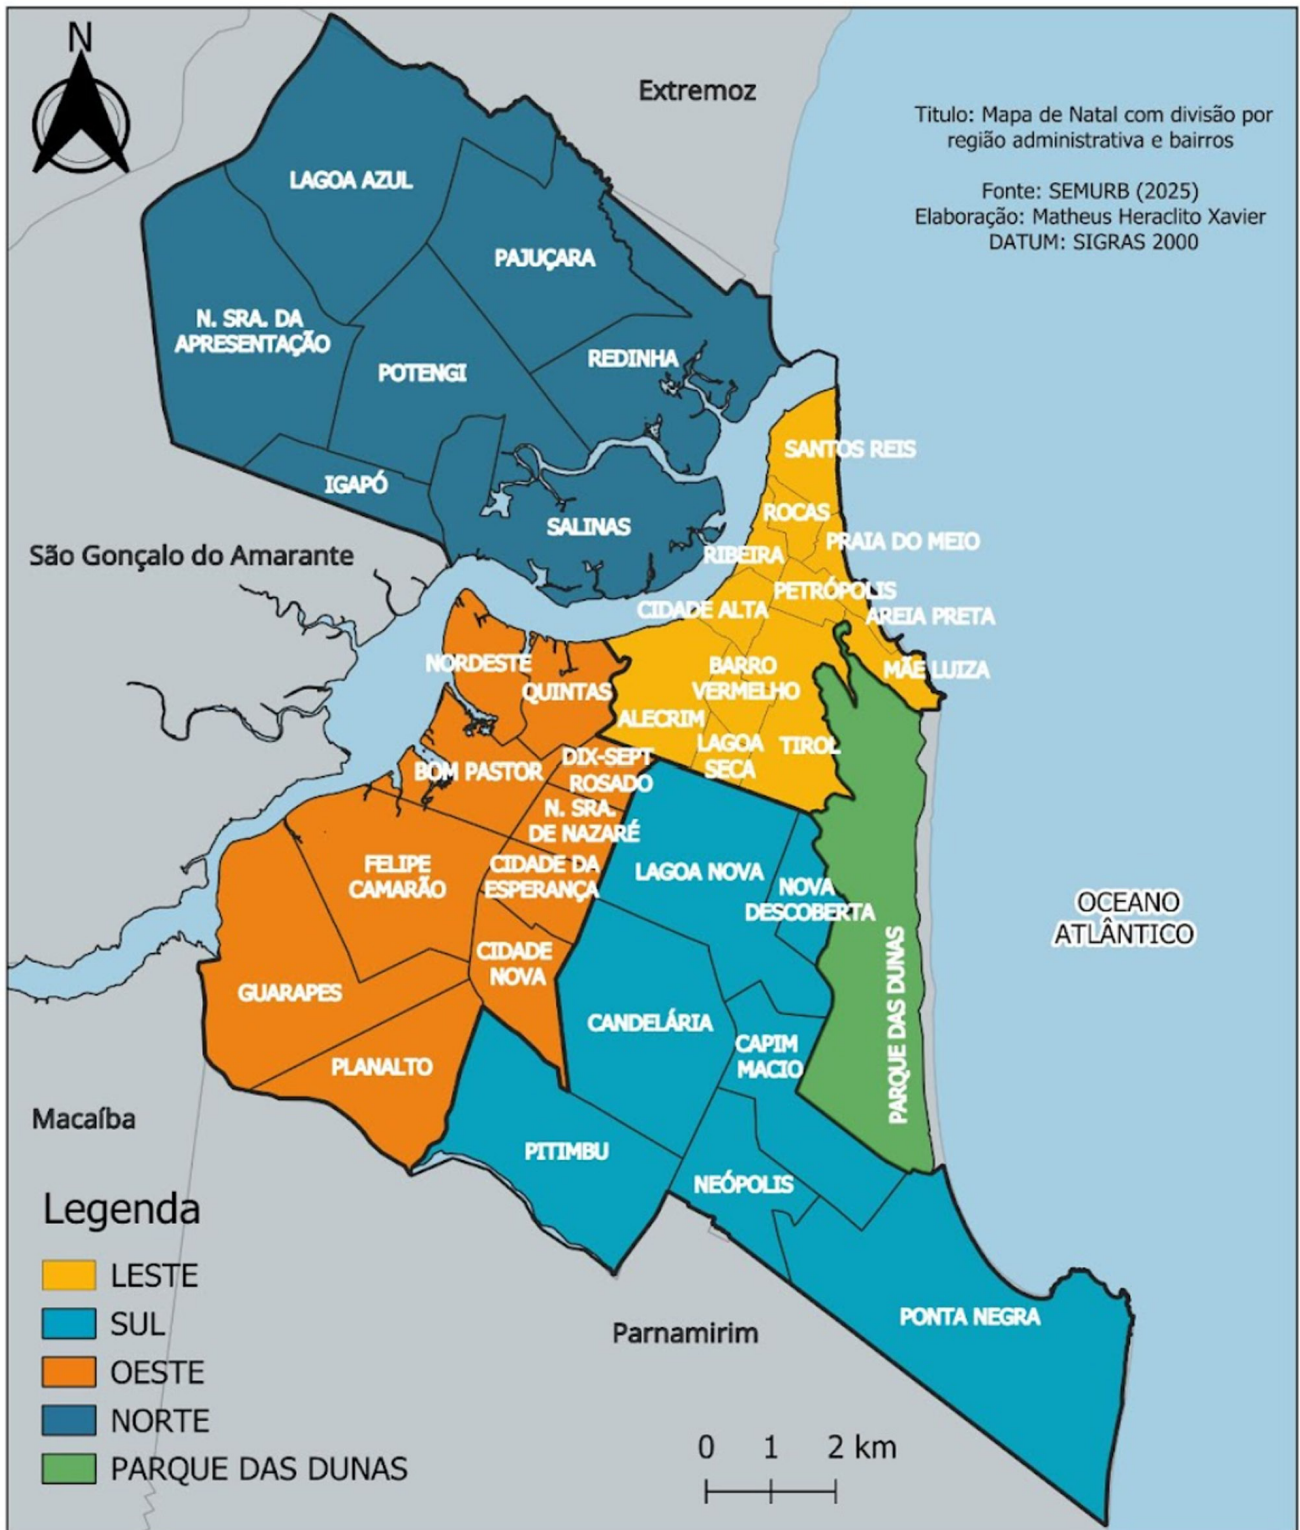 N
Extremoz
Titulo: Mapa de Natal com divisão por
região administrativa e bairros
Fonte: SEMURB (2025)
Elaboração: Matheus Heraclito Xavier
DATUM: SIGRAS 2000
LAGOA AZUL
PAJUÇARA
N. SRA. DA
APRESENTAÇÃO
POTENGI
REDINHA
IGAPÓ
SALINAS
SANTOS REIS
ROCAS
PRAIA DO MEIO
RIBEIRA
PETRÓPOLIS
CIDADE ALTA
AREIA PRETA
São Gonçalo do Amarante
NORDESTE
QUINTAS
BARRO
VERMELHO
MÃE LUIZA
ALECRIM
LAGOA
SECA
TIROL
BOM PASTOR
DIX-SEPT
ROSADO
N. SRA.
DE NAZARÉ
FELIPE
CAMARÃO
CIDADE DA
ESPERANÇA
LAGOA NOVA
NOVA
DESCOBERTA
OCEANO
ATLÂNTICO
CIDADE
NOVA
GUARAPES
CANDELÁRIA
CAPIM
MACIO
PARQUE DAS DUNAS
PLANALTO
Macaíba
PITIMBU
NEÓPOLIS
PONTA NEGRA
Parnamirim
Legenda
LESTE
SUL
OESTE
NORTE
PARQUE DAS DUNAS
0 1 2 km